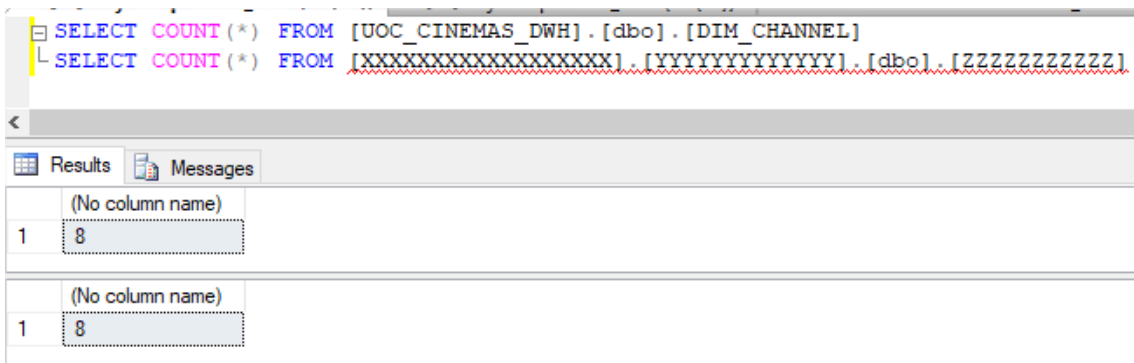 SELECT COUNT(*) FROM [UOC_CINEMAS_DWH].[dbo].[DIM_CHANNEL]
SELECT COUNT(*) FROM [XXXXXXXXXXXXXXXXXX].[YYYYYYYYYYYYY].[dbo].[ZZZZZZZZZZZZ]
Results Messages
(No column name)
1 8
(No column name)
1 8